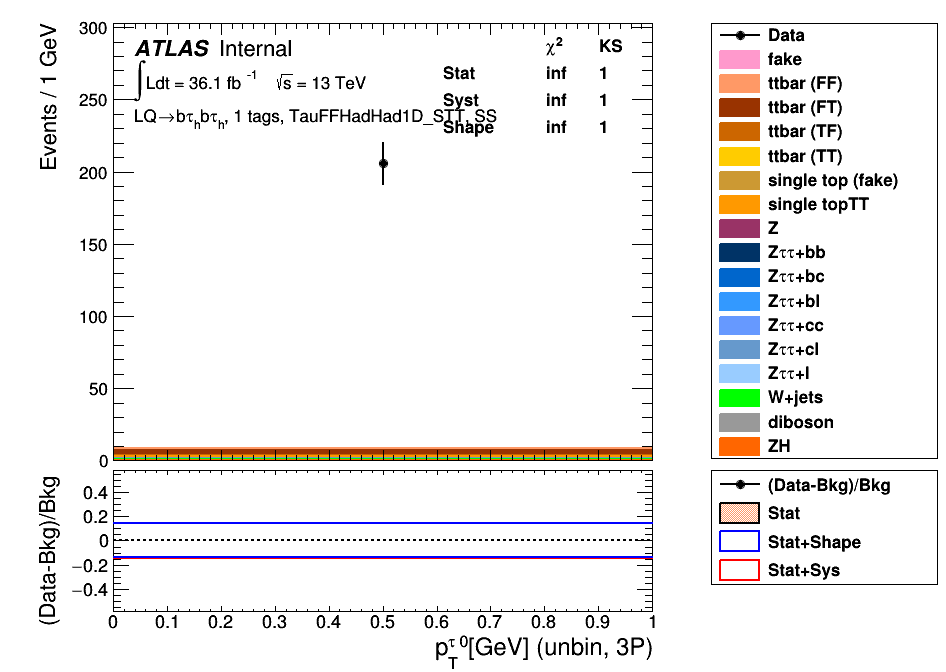 ATLAS Internal
∫Ldt = 36.1 fb⁻¹ √s = 13 TeV
LQ→bτhbτh, 1 tags, TauFFHadHad1D_STT, SS
χ² KS
Stat inf 1
Syst inf 1
Shape inf 1
Events / 1 GeV
300
250
200
150
100
50
0
Data
fake
ttbar (FF)
ttbar (FT)
ttbar (TF)
ttbar (TT)
single top (fake)
single topTT
Z
Zττ+bb
Zττ+bc
Zττ+bl
Zττ+cc
Zττ+cl
Zττ+l
W+jets
diboson
ZH
(Data-Bkg)/Bkg
0.4
0.2
0
−0.2
−0.4
0 0.1 0.2 0.3 0.4 0.5 0.6 0.7 0.8 0.9 1
pTτ 0[GeV] (unbin, 3P)
(Data-Bkg)/Bkg
Stat
Stat+Shape
Stat+Sys